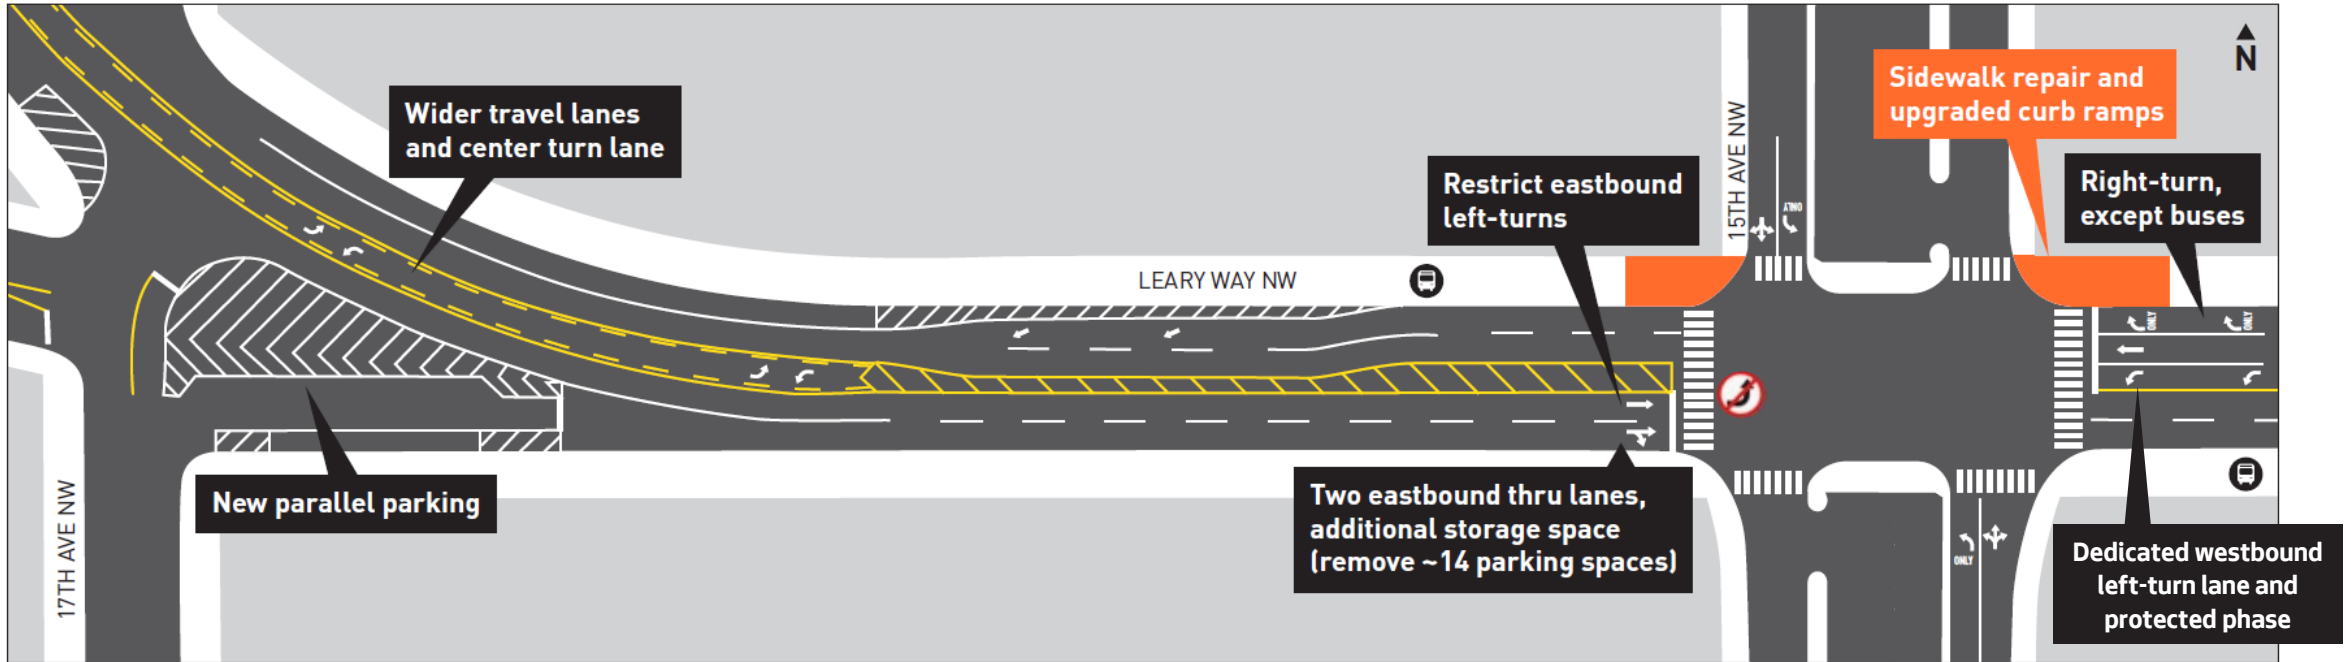 N
Sidewalk repair and
upgraded curb ramps
Wider travel lanes
and center turn lane
15TH AVE NW
Right-turn,
except buses
Restrict eastbound
left-turns
ONLY
LEARY WAY NW
ONLY
ONLY
New parallel parking
17TH AVE NW
Two eastbound thru lanes,
additional storage space
(remove ~14 parking spaces)
ONLY
Dedicated westbound
left-turn lane and
protected phase